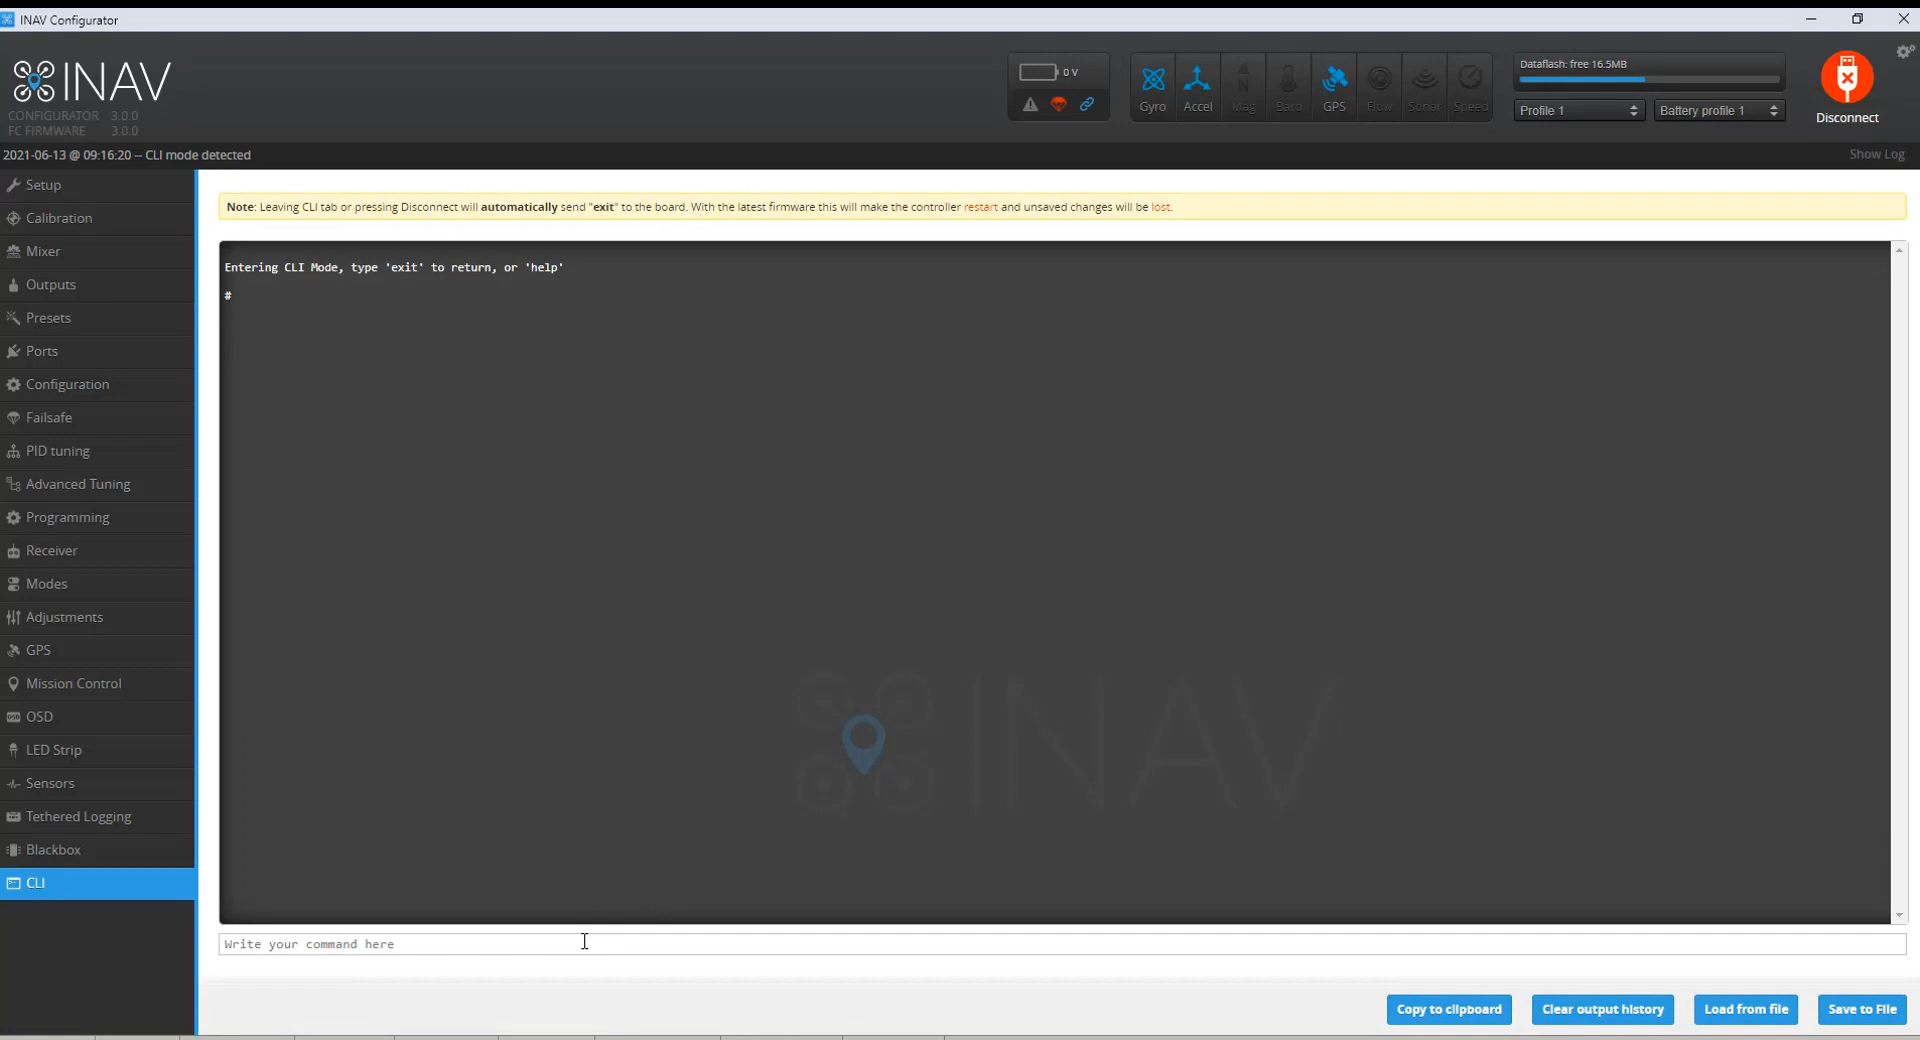 INAV Configurator
INAV
CONFIGURATOR 3.0.0
FC FIRMWARE 3.0.0
0 V
Gyro
Accel
Mag
Baro
GPS
Flow
Sonar
Speed
Dataflash: free 16.5MB
Profile 1
Battery profile 1
Disconnect
2021-06-13 @ 09:16:20 -- CLI mode detected
Show Log
Setup
Calibration
Mixer
Outputs
Presets
Ports
Configuration
Failsafe
PID tuning
Advanced Tuning
Programming
Receiver
Modes
Adjustments
GPS
Mission Control
OSD
LED Strip
Sensors
Tethered Logging
Blackbox
CLI
Note: Leaving CLI tab or pressing Disconnect will automatically send "exit" to the board. With the latest firmware this will make the controller restart and unsaved changes will be lost.
Entering CLI Mode, type 'exit' to return, or 'help'
#
INAV
Write your command here
Copy to clipboard
Clear output history
Load from file
Save to File